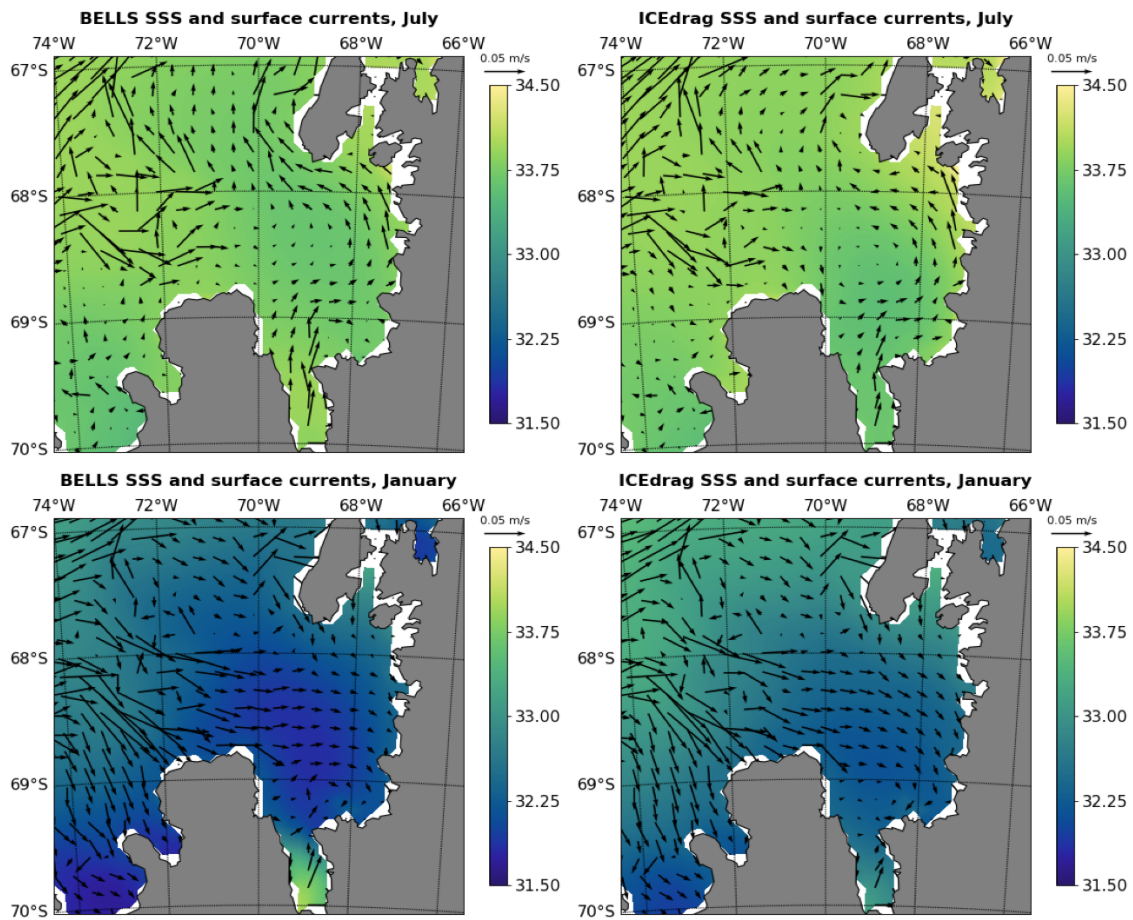 BELLS SSS and surface currents, July
74°W 72°W 70°W 68°W 66°W
0.05 m/s
67°S
68°S
69°S
70°S
34.50
33.75
33.00
32.25
31.50
ICEdrag SSS and surface currents, July
74°W 72°W 70°W 68°W 66°W
0.05 m/s
67°S
68°S
69°S
70°S
34.50
33.75
33.00
32.25
31.50
BELLS SSS and surface currents, January
74°W 72°W 70°W 68°W 66°W
0.05 m/s
67°S
68°S
69°S
70°S
34.50
33.75
33.00
32.25
31.50
ICEdrag SSS and surface currents, January
74°W 72°W 70°W 68°W 66°W
0.05 m/s
67°S
68°S
69°S
70°S
34.50
33.75
33.00
32.25
31.50